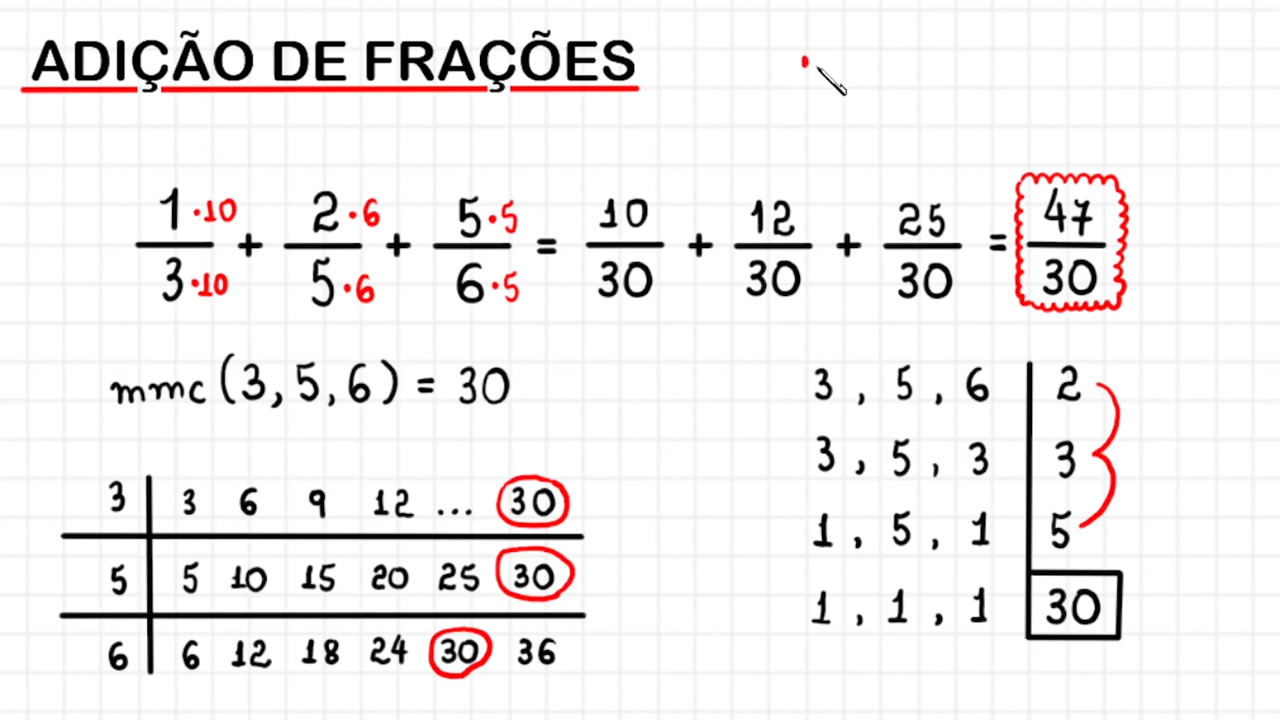 ADIÇÃO DE FRAÇÕES
1·10/3·10 + 2·6/5·6 + 5·5/6·5 = 10/30 + 12/30 + 25/30 = 47/30
mmc (3, 5, 6) = 30
3 | 3 6 9 12 ... 30
5 | 5 10 15 20 25 30
6 | 6 12 18 24 30 36
3 , 5 , 6 | 2
3 , 5 , 3 | 3
1 , 5 , 1 | 5
1 , 1 , 1 | 30